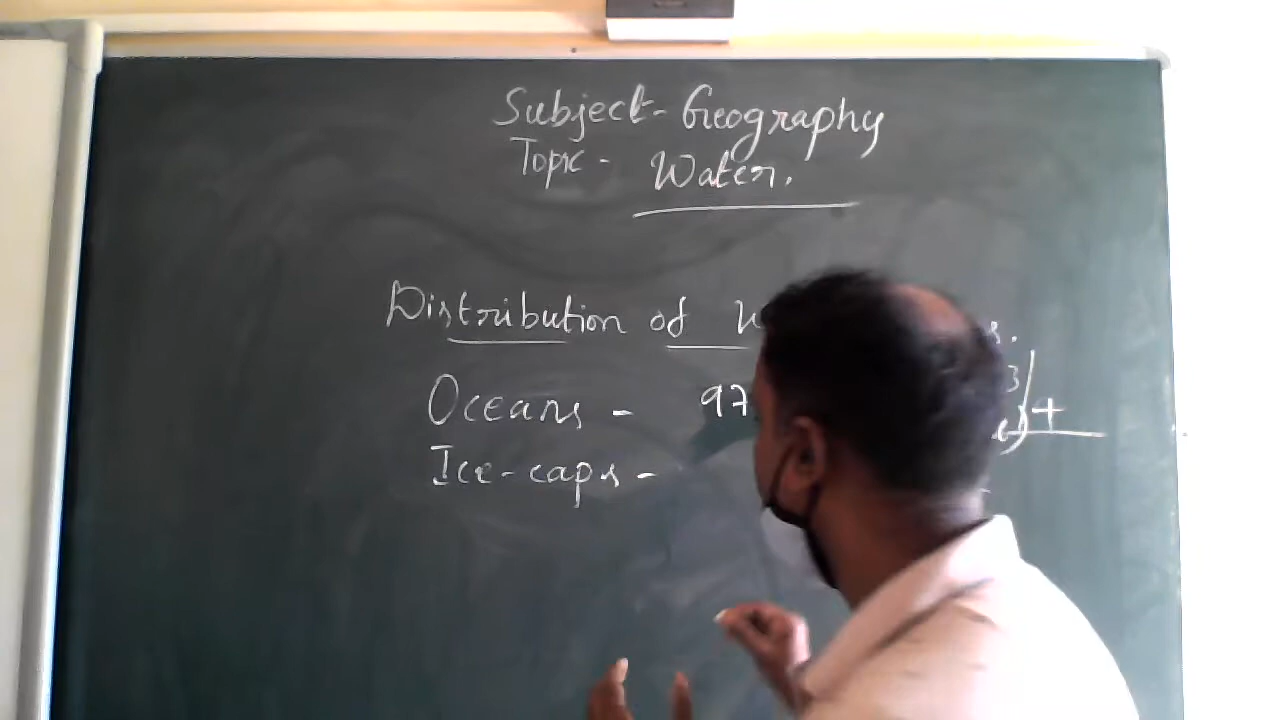 Subject - Geography
Topic - Water.
Distribution of
Oceans - 97
Ice-caps -